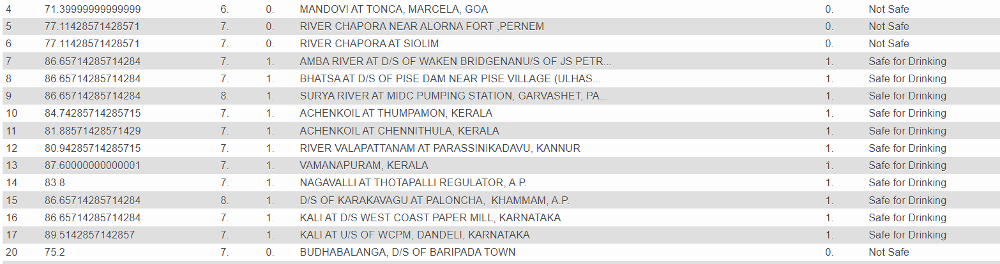 4 71.39999999999999 6. 0. MANDOVI AT TONCA, MARCELA, GOA 0. Not Safe
5 77.11428571428571 7. 0. RIVER CHAPORA NEAR ALORNA FORT ,PERNEM 0. Not Safe
6 77.11428571428571 7. 0. RIVER CHAPORA AT SIOLIM 0. Not Safe
7 86.65714285714284 7. 1. AMBA RIVER AT D/S OF WAKEN BRIDGENANU/S OF JS PETR... 1. Safe for Drinking
8 86.65714285714284 7. 1. BHATSA AT D/S OF PISE DAM NEAR PISE VILLAGE (ULHAS... 1. Safe for Drinking
9 86.65714285714284 8. 1. SURYA RIVER AT MIDC PUMPING STATION, GARVASHET, PA... 1. Safe for Drinking
10 84.74285714285715 7. 1. ACHENKOIL AT THUMPAMON, KERALA 1. Safe for Drinking
11 81.88571428571429 7. 1. ACHENKOIL AT CHENNITHULA, KERALA 1. Safe for Drinking
12 80.94285714285715 7. 1. RIVER VALAPATTANAM AT PARASSINIKADAVU, KANNUR 1. Safe for Drinking
13 87.60000000000001 7. 1. VAMANAPURAM, KERALA 1. Safe for Drinking
14 83.8 7. 1. NAGAVALLI AT THOTAPALLI REGULATOR, A.P. 1. Safe for Drinking
15 86.65714285714284 8. 1. D/S OF KARAKAVAGU AT PALONCHA, KHAMMAM, A.P. 1. Safe for Drinking
16 86.65714285714284 7. 1. KALI AT D/S WEST COAST PAPER MILL, KARNATAKA 1. Safe for Drinking
17 89.5142857142857 7. 1. KALI AT U/S OF WCPM, DANDELI, KARNATAKA 1. Safe for Drinking
20 75.2 7. 0. BUDHABALANGA, D/S OF BARIPADA TOWN 0. Not Safe